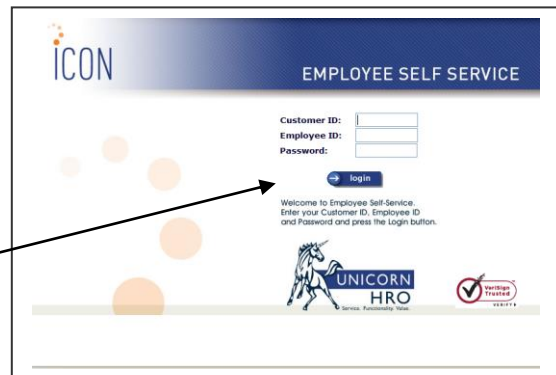 iCON
EMPLOYEE SELF SERVICE
Customer ID:
Employee ID:
Password:
login
Welcome to Employee Self-Service.
Enter your Customer ID, Employee ID
and Password and press the Login button.
UNICORN
HRO
Service. Functionality. Value.
VeriSign
Trusted
VERIFY